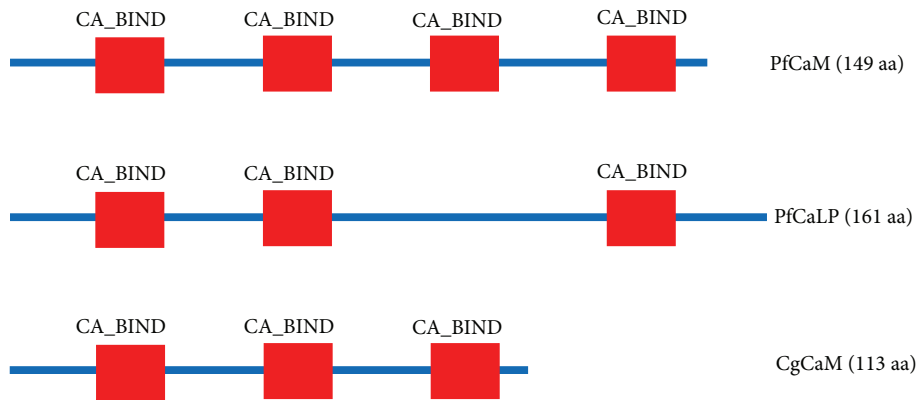 CA_BIND CA_BIND CA_BIND CA_BIND
PfCaM (149 aa)
CA_BIND CA_BIND CA_BIND
PfCaLP (161 aa)
CA_BIND CA_BIND CA_BIND
CgCaM (113 aa)